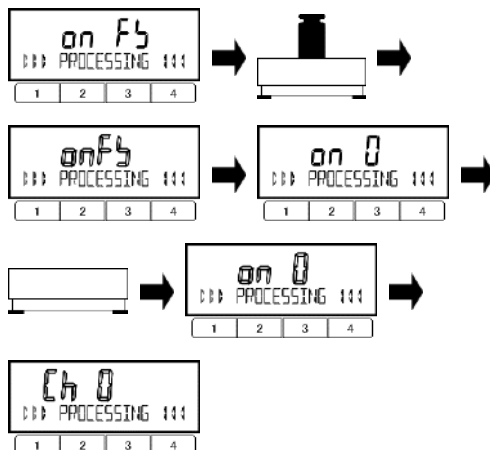 on FS
PROCESSING
1 2 3 4
onFS
PROCESSING
1 2 3 4
on 0
PROCESSING
1 2 3 4
on 0
PROCESSING
1 2 3 4
Ch 0
PROCESSING
1 2 3 4